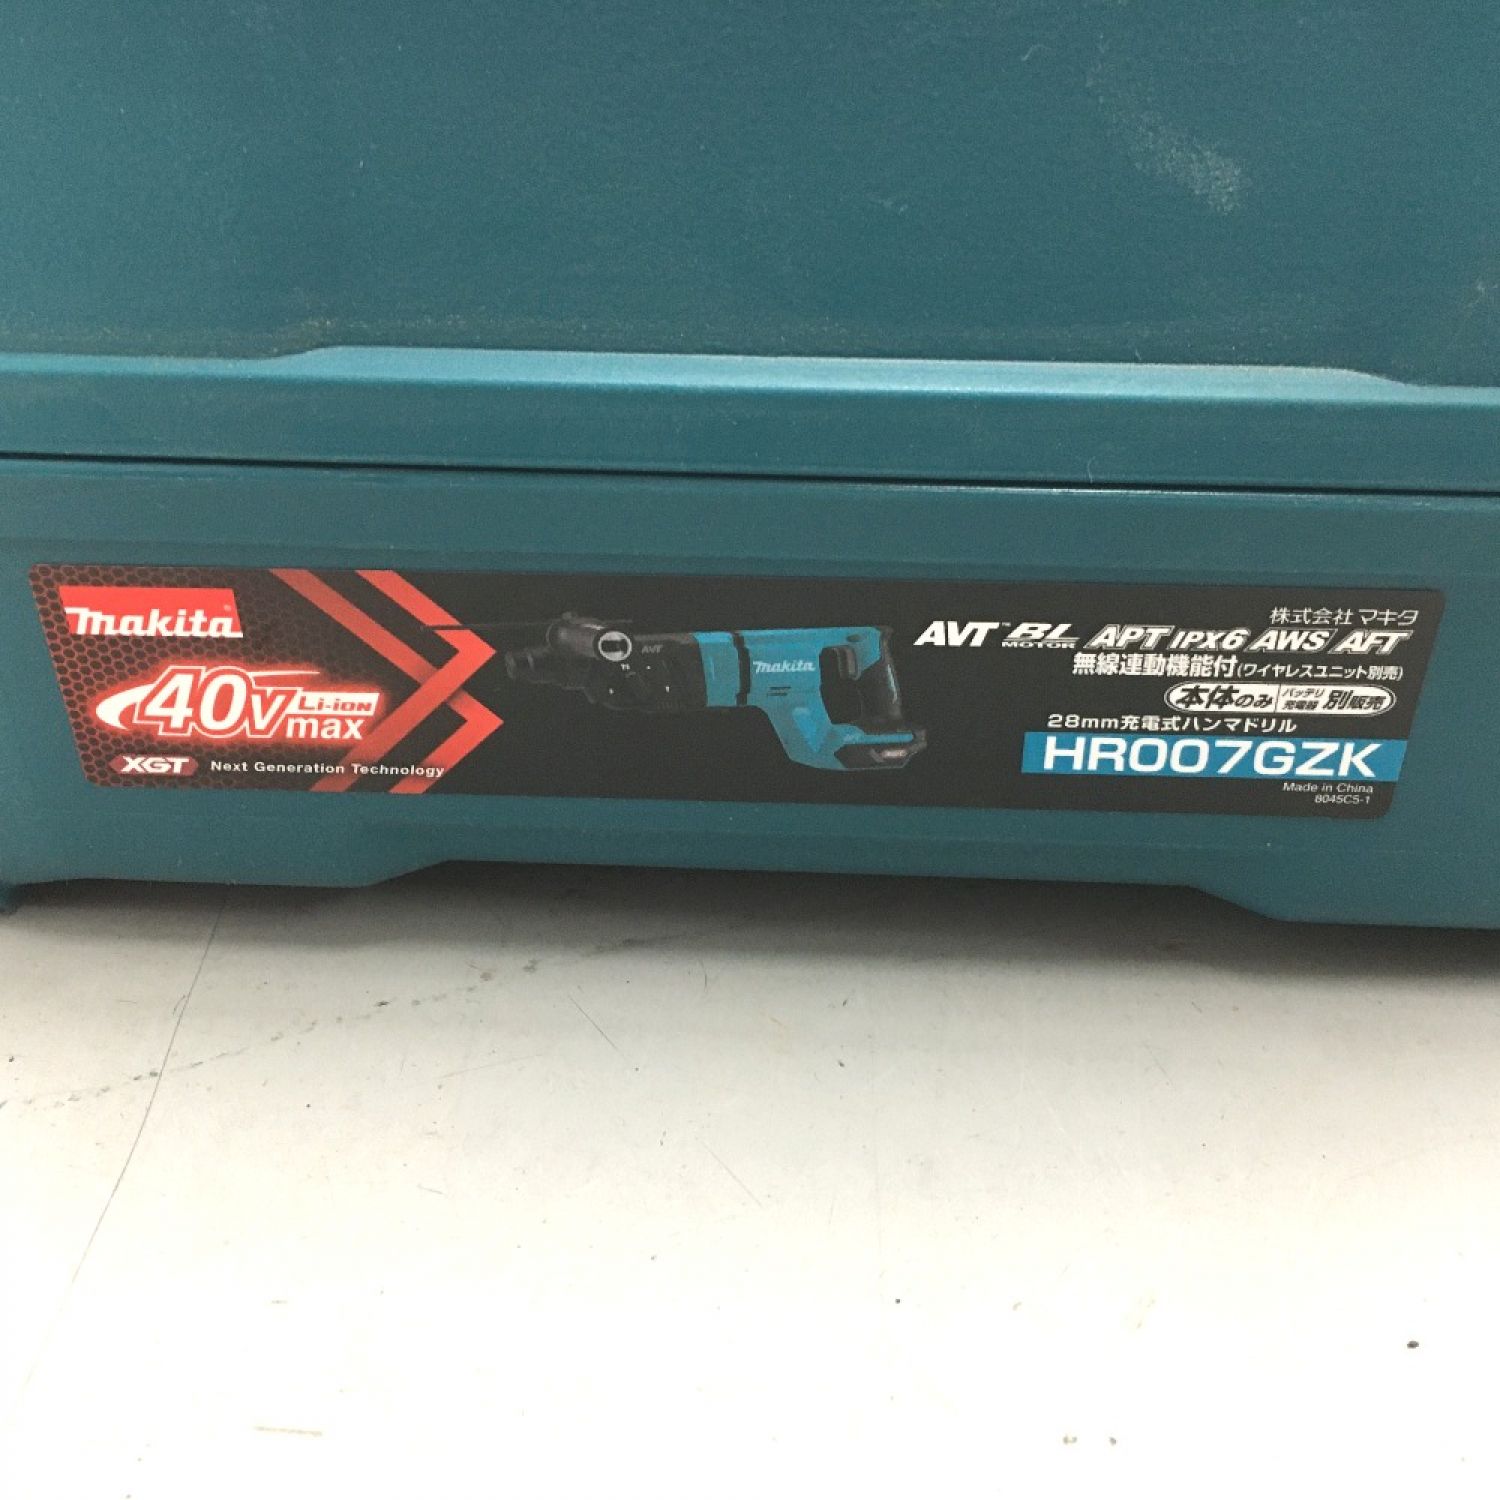 makita
40Vmax Li-ion
XGT Next Generation Technology
AVT
makita
株式会社 マキタ
AVT™ BL MOTOR APT IPX6 AWS AFT
無線連動機能付(ワイヤレスユニット別売)
本体のみ バッテリ 充電器 別販売
28mm充電式ハンマドリル
HR007GZK
Made in China
8045C5-1